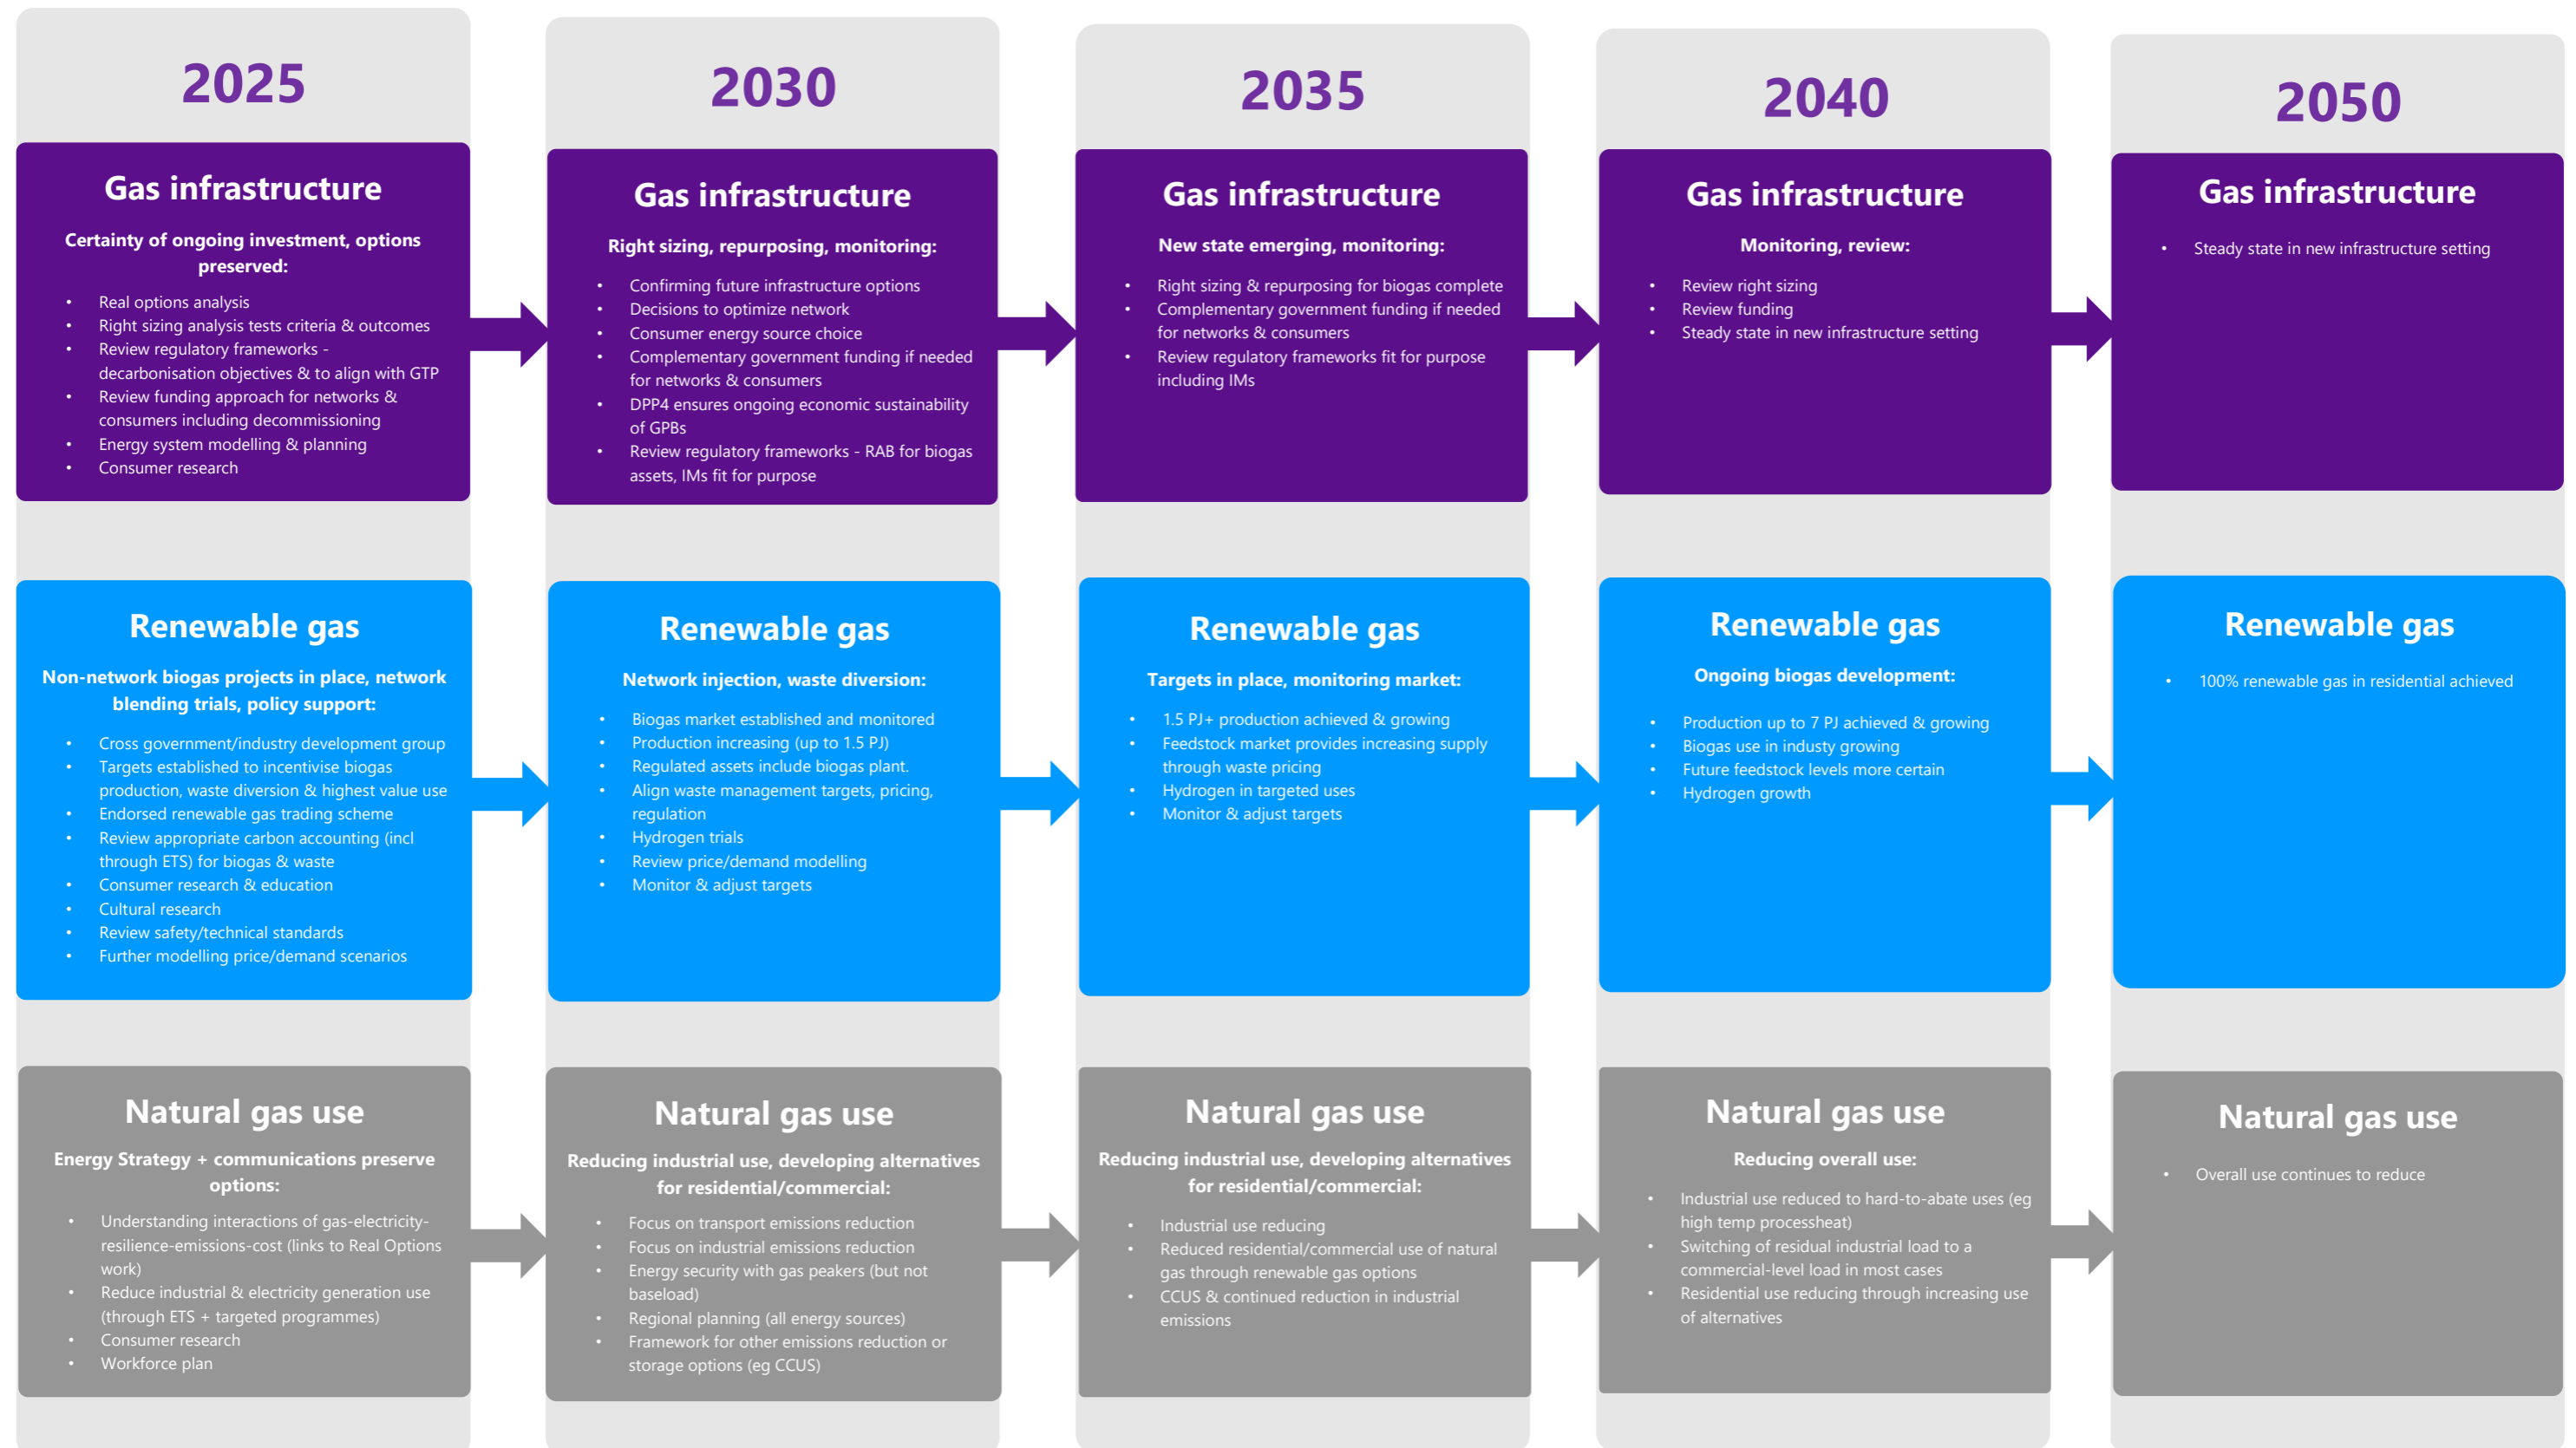 2025
Gas infrastructure
Certainty of ongoing investment, options
preserved:
• Real options analysis
• Right sizing analysis tests criteria & outcomes
• Review regulatory frameworks -
decarbonisation objectives & to align with GTP
• Review funding approach for networks &
consumers including decommissioning
• Energy system modelling & planning
• Consumer research
Renewable gas
Non-network biogas projects in place, network
blending trials, policy support:
• Cross government/industry development group
• Targets established to incentivise biogas
production, waste diversion & highest value use
• Endorsed renewable gas trading scheme
• Review appropriate carbon accounting (incl
through ETS) for biogas & waste
• Consumer research & education
• Cultural research
• Review safety/technical standards
• Further modelling price/demand scenarios
Natural gas use
Energy Strategy + communications preserve
options:
• Understanding interactions of gas-electricity-
resilience-emissions-cost (links to Real Options
work)
• Reduce industrial & electricity generation use
(through ETS + targeted programmes)
• Consumer research
• Workforce plan
2030
Gas infrastructure
Right sizing, repurposing, monitoring:
• Confirming future infrastructure options
• Decisions to optimize network
• Consumer energy source choice
• Complementary government funding if needed
for networks & consumers
• DPP4 ensures ongoing economic sustainability
of GPBs
• Review regulatory frameworks - RAB for biogas
assets, IMs fit for purpose
Renewable gas
Network injection, waste diversion:
• Biogas market established and monitored
• Production increasing (up to 1.5 PJ)
• Regulated assets include biogas plant.
• Align waste management targets, pricing,
regulation
• Hydrogen trials
• Review price/demand modelling
• Monitor & adjust targets
Natural gas use
Reducing industrial use, developing alternatives
for residential/commercial:
• Focus on transport emissions reduction
• Focus on industrial emissions reduction
• Energy security with gas peakers (but not
baseload)
• Regional planning (all energy sources)
• Framework for other emissions reduction or
storage options (eg CCUS)
2035
Gas infrastructure
New state emerging, monitoring:
• Right sizing & repurposing for biogas complete
• Complementary government funding if needed
for networks & consumers
• Review regulatory frameworks fit for purpose
including IMs
Renewable gas
Targets in place, monitoring market:
• 1.5 PJ+ production achieved & growing
• Feedstock market provides increasing supply
through waste pricing
• Hydrogen in targeted uses
• Monitor & adjust targets
Natural gas use
Reducing industrial use, developing alternatives
for residential/commercial:
• Industrial use reducing
• Reduced residential/commercial use of natural
gas through renewable gas options
• CCUS & continued reduction in industrial
emissions
2040
Gas infrastructure
Monitoring, review:
• Review right sizing
• Review funding
• Steady state in new infrastructure setting
Renewable gas
Ongoing biogas development:
• Production up to 7 PJ achieved & growing
• Biogas use in industy growing
• Future feedstock levels more certain
• Hydrogen growth
Natural gas use
Reducing overall use:
• Industrial use reduced to hard-to-abate uses (eg
high temp processheat)
• Switching of residual industrial load to a
commercial-level load in most cases
• Residential use reducing through increasing use
of alternatives
2050
Gas infrastructure
• Steady state in new infrastructure setting
Renewable gas
• 100% renewable gas in residential achieved
Natural gas use
• Overall use continues to reduce